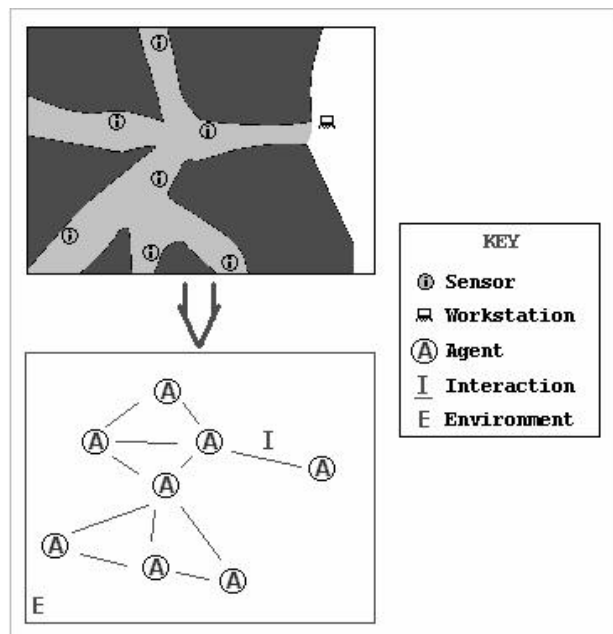 KEY
Sensor
Workstation
A Agent
I Interaction
E Environment
A
A
A
I
A
A
A
A
A
E